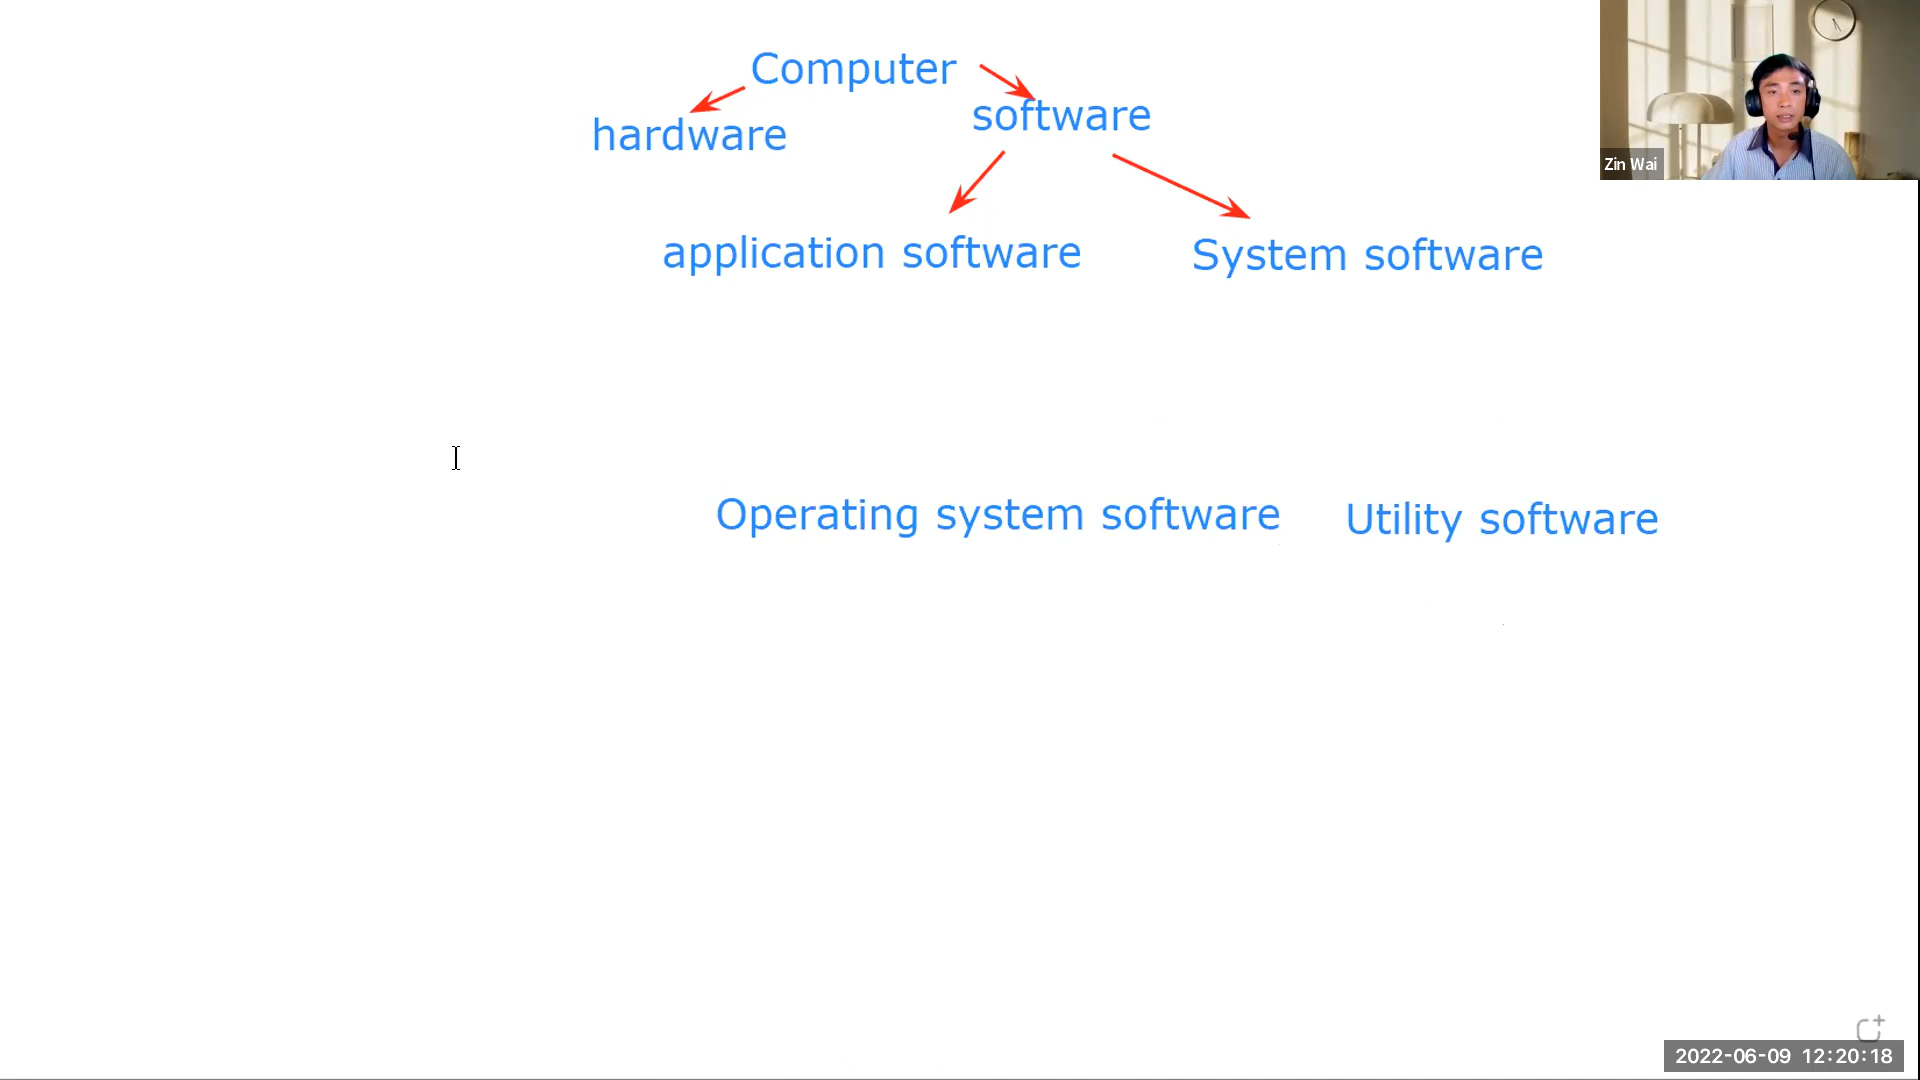 Computer
software
hardware
application software
System software
Operating system software
Utility software
Zin Wai
2022-06-09 12:20:18